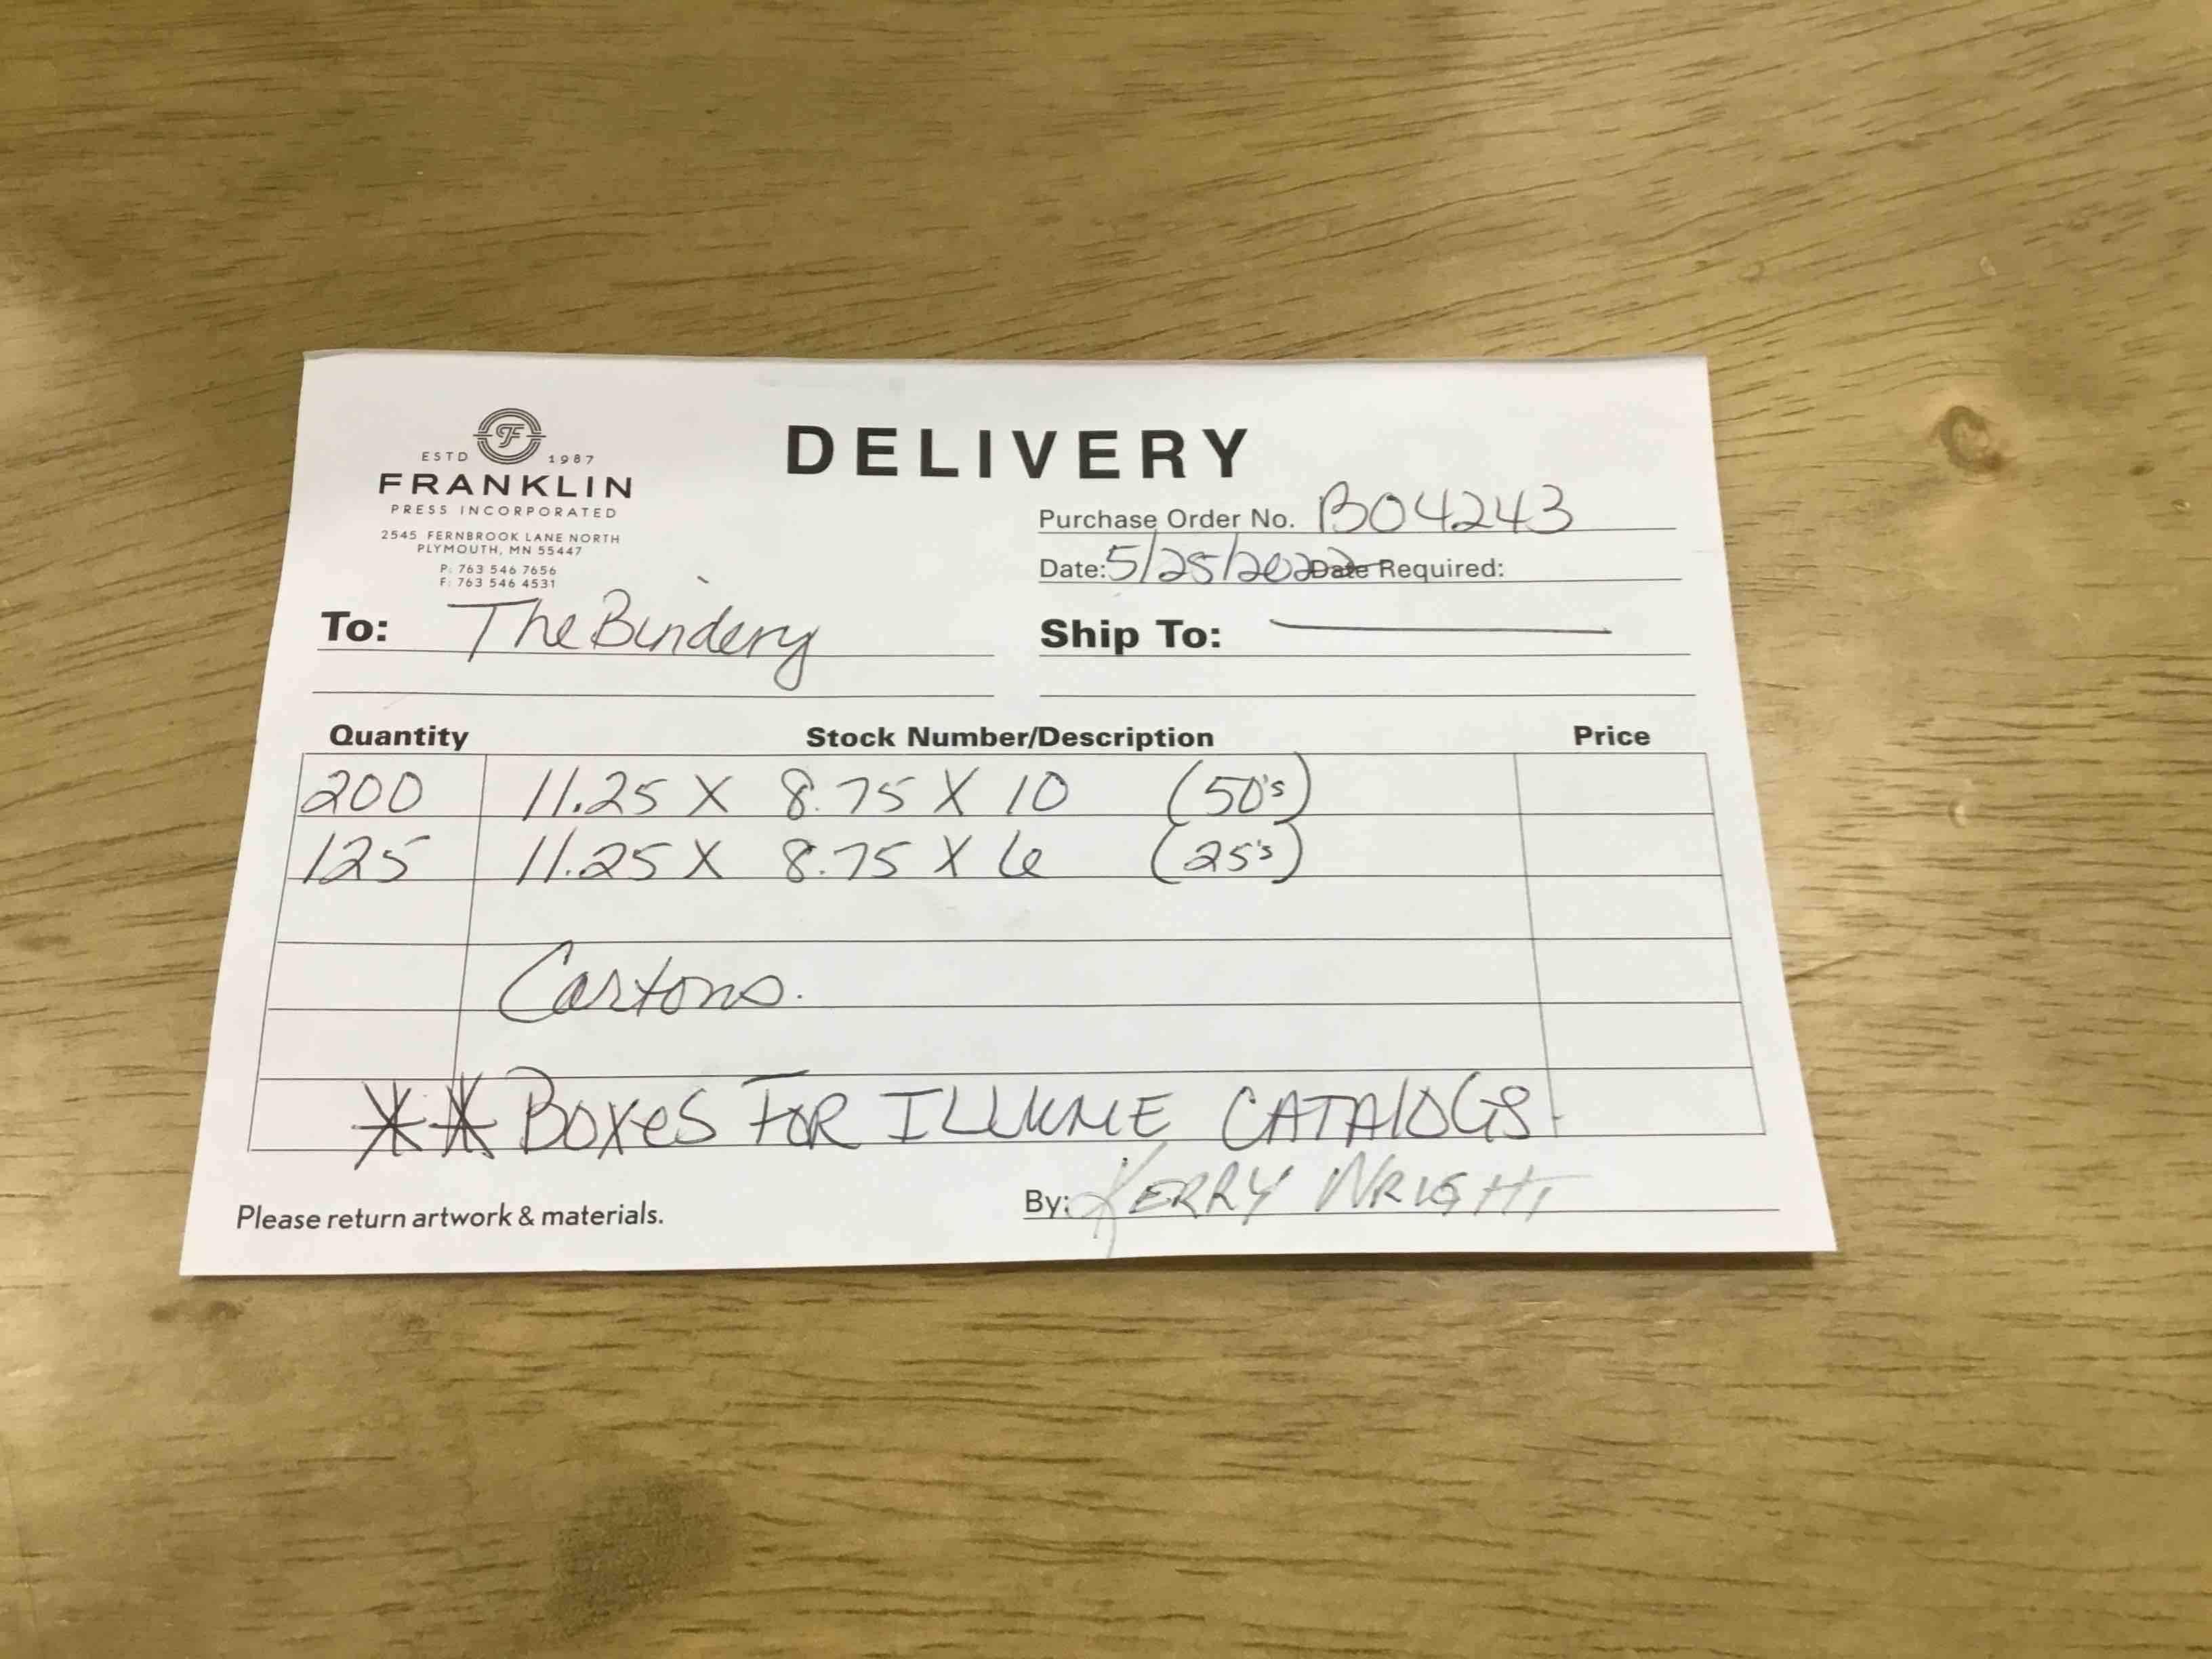 F
ESTD 1987
FRANKLIN
PRESS INCORPORATED
2545 FERNBROOK LANE NORTH
PLYMOUTH, MN 55447
P: 763 546 7656
F: 763 546 4531
DELIVERY
Purchase Order No. B04243
Date: 5/25/2022 Date Required:
To: The Bindery
Ship To:
Quantity Stock Number/Description Price
200 11.25 X 8.75 X 10 (50's)
125 11.25 X 8.75 X 6 (25's)
Cartons.
** BOXES FOR ILLUME CATALOGS
Please return artwork & materials.
By: KERRY WRIGHT